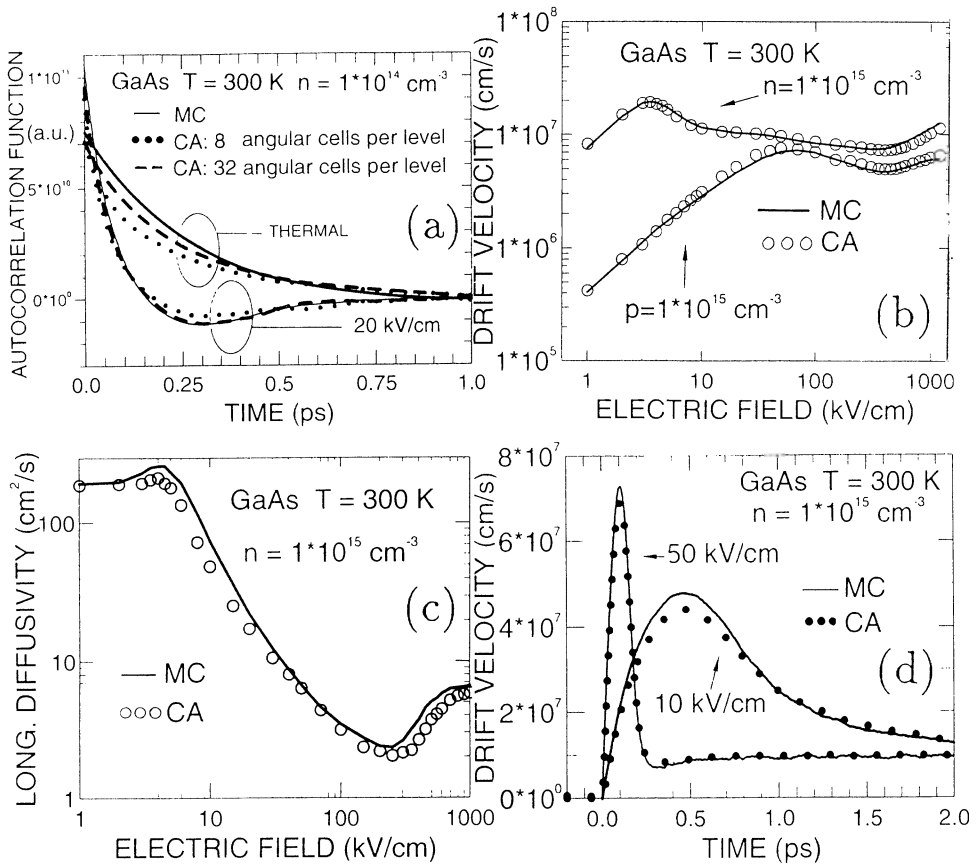 AUTOCORRELATION FUNCTION
(a.u.)
1*10¹¹
5*10¹⁰
0*10⁰
GaAs T = 300 K n = 1*10¹⁴ cm⁻³
MC
CA: 8 angular cells per level
CA: 32 angular cells per level
THERMAL
(a)
20 kV/cm
0.0 0.25 0.5 0.75 1.0
TIME (ps)
DRIFT VELOCITY (cm/s)
1*10⁸
1*10⁷
1*10⁶
1*10⁵
GaAs T = 300 K
n=1*10¹⁵ cm⁻³
MC
CA
p=1*10¹⁵ cm⁻³
(b)
1 10 100 1000
ELECTRIC FIELD (kV/cm)
LONG. DIFFUSIVITY (cm²/s)
100
10
1
GaAs T = 300 K
n = 1*10¹⁵ cm⁻³
(c)
MC
CA
1 10 100 1000
ELECTRIC FIELD (kV/cm)
DRIFT VELOCITY (cm/s)
8*10⁷
6*10⁷
4*10⁷
2*10⁷
0*10⁰
GaAs T = 300 K
n = 1*10¹⁵ cm⁻³
50 kV/cm
MC
CA
(d)
10 kV/cm
0.0 0.5 1.0 1.5 2.0
TIME (ps)